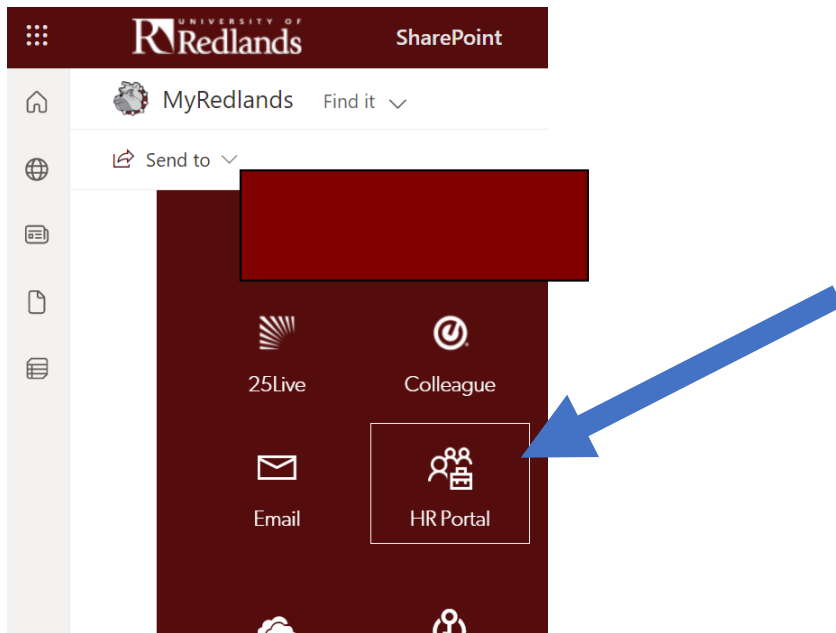 UNIVERSITY OF
Redlands
SharePoint
MyRedlands Find it
Send to
25Live Colleague
Email HR Portal